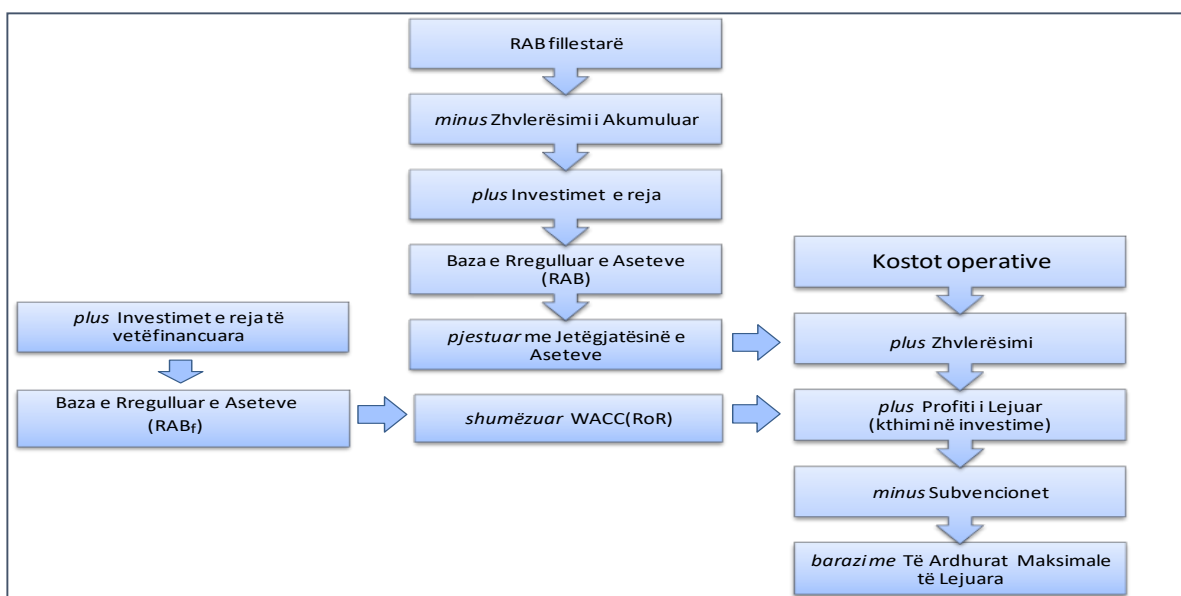 RAB fillestarë
minus Zhvlerësimi i Akumuluar
plus Investimet e reja
Baza e Rregulluar e Aseteve
(RAB)
pjestuar me Jetëgjatësinë e
Aseteve
plus Investimet e reja të
vetëfinancuara
Baza e Rregulluar e Aseteve
(RABf)
shumëzuar WACC(RoR)
Kostot operative
plus Zhvlerësimi
plus Profiti i Lejuar
(kthimi në investime)
minus Subvencionet
barazi me Të Ardhurat Maksimale
të Lejuara